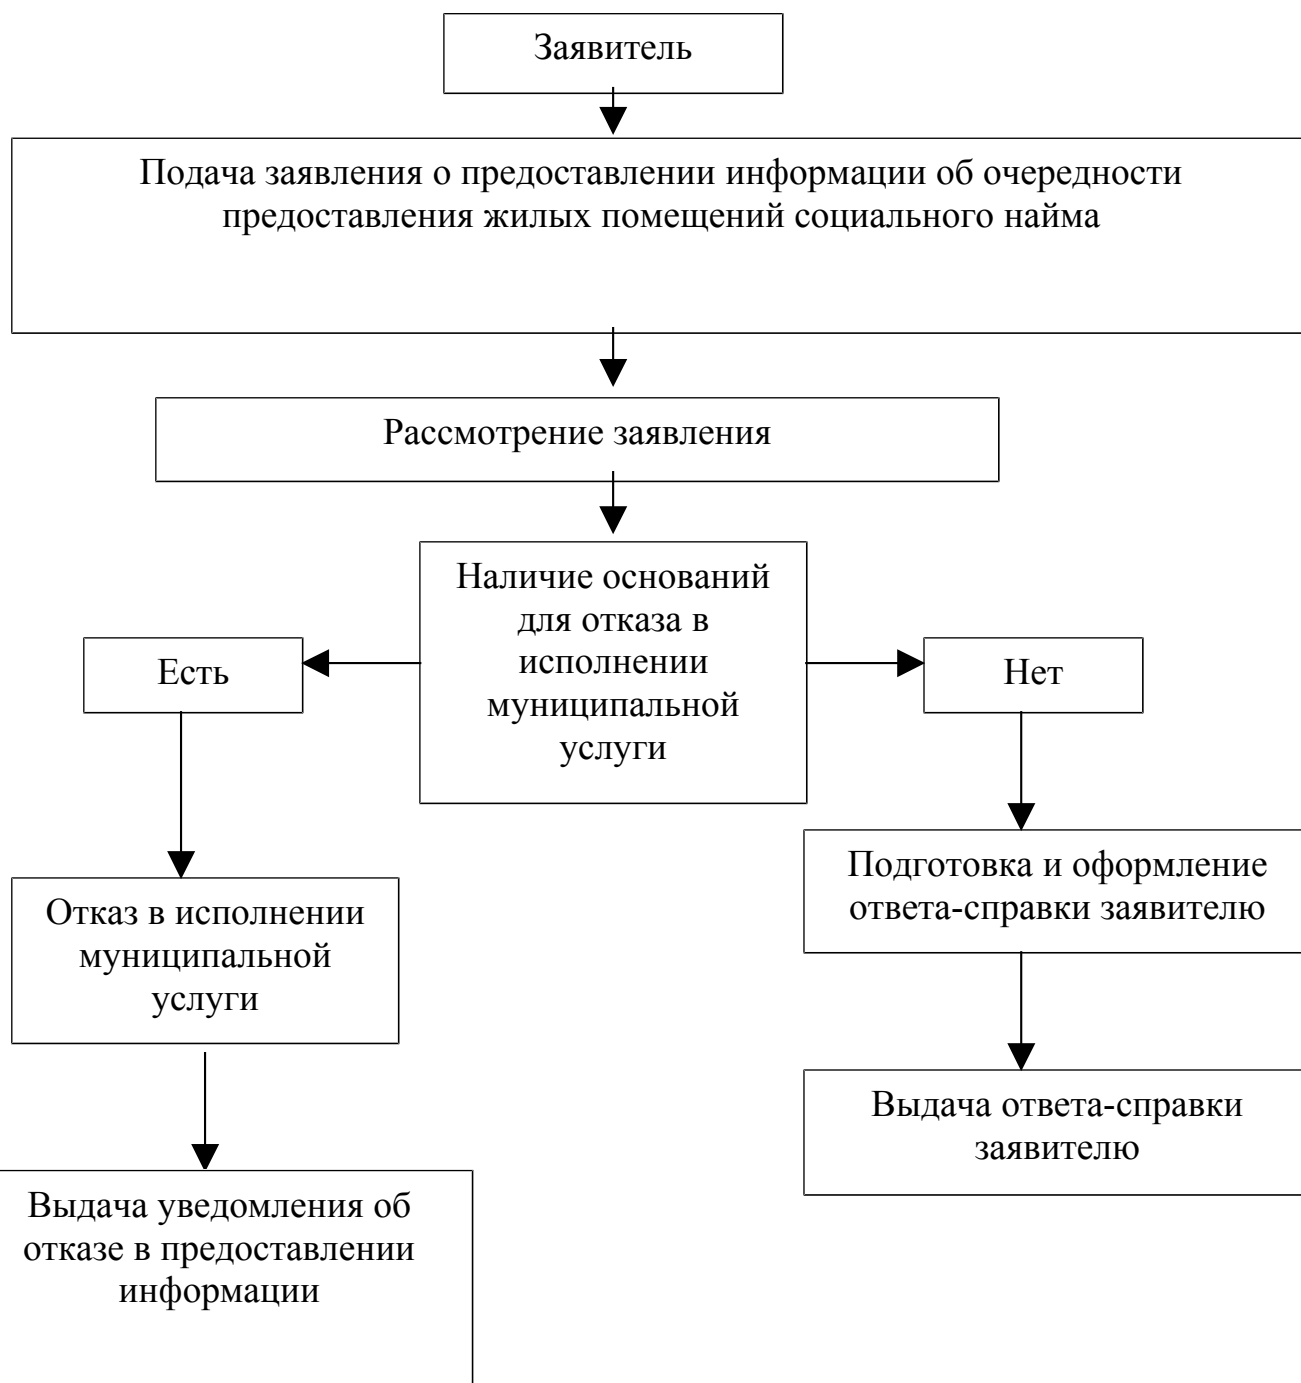 Заявитель
Подача заявления о предоставлении информации об очередности
предоставления жилых помещений социального найма
Рассмотрение заявления
Наличие оснований
для отказа в
исполнении
муниципальной
услуги
Есть
Нет
Подготовка и оформление
ответа-справки заявителю
Отказ в исполнении
муниципальной
услуги
Выдача ответа-справки
заявителю
Выдача уведомления об
отказе в предоставлении
информации